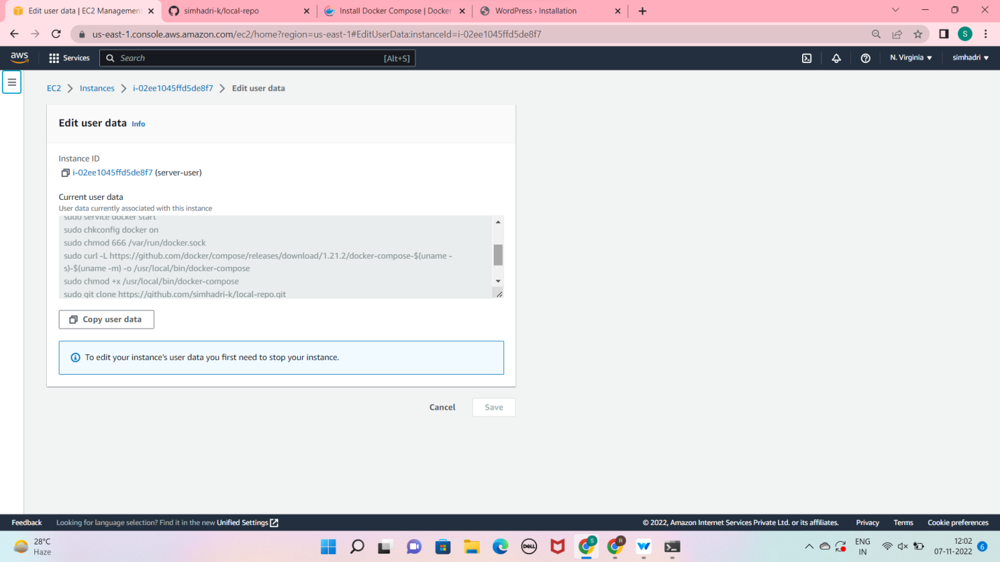 Edit user data | EC2 Management
simhadri-k/local-repo
Install Docker Compose | Docker
WordPress › Installation
us-east-1.console.aws.amazon.com/ec2/home?region=us-east-1#EditUserData:instanceId=i-02ee1045ffd5de8f7
S
aws
Services
Search
[Alt+S]
N. Virginia
simhadri
EC2
Instances
i-02ee1045ffd5de8f7
Edit user data
Edit user data Info
Instance ID
i-02ee1045ffd5de8f7 (server-user)
Current user data
User data currently associated with this instance
sudo service docker start
sudo chkconfig docker on
sudo chmod 666 /var/run/docker.sock
sudo curl -L https://github.com/docker/compose/releases/download/1.21.2/docker-compose-$(uname -
s)-$(uname -m) -o /usr/local/bin/docker-compose
sudo chmod +x /usr/local/bin/docker-compose
sudo git clone https://github.com/simhadri-k/local-repo.git
Copy user data
To edit your instance's user data you first need to stop your instance.
Cancel
Save
Feedback
Looking for language selection? Find it in the new Unified Settings
© 2022, Amazon Internet Services Private Ltd. or its affiliates.
Privacy
Terms
Cookie preferences
28°C
Haze
DELL
S
R
ENG
IN
12:02
07-11-2022
6